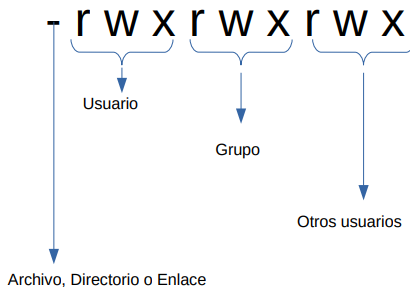 - r w x r w x r w x
Usuario
Grupo
Otros usuarios
Archivo, Directorio o Enlace